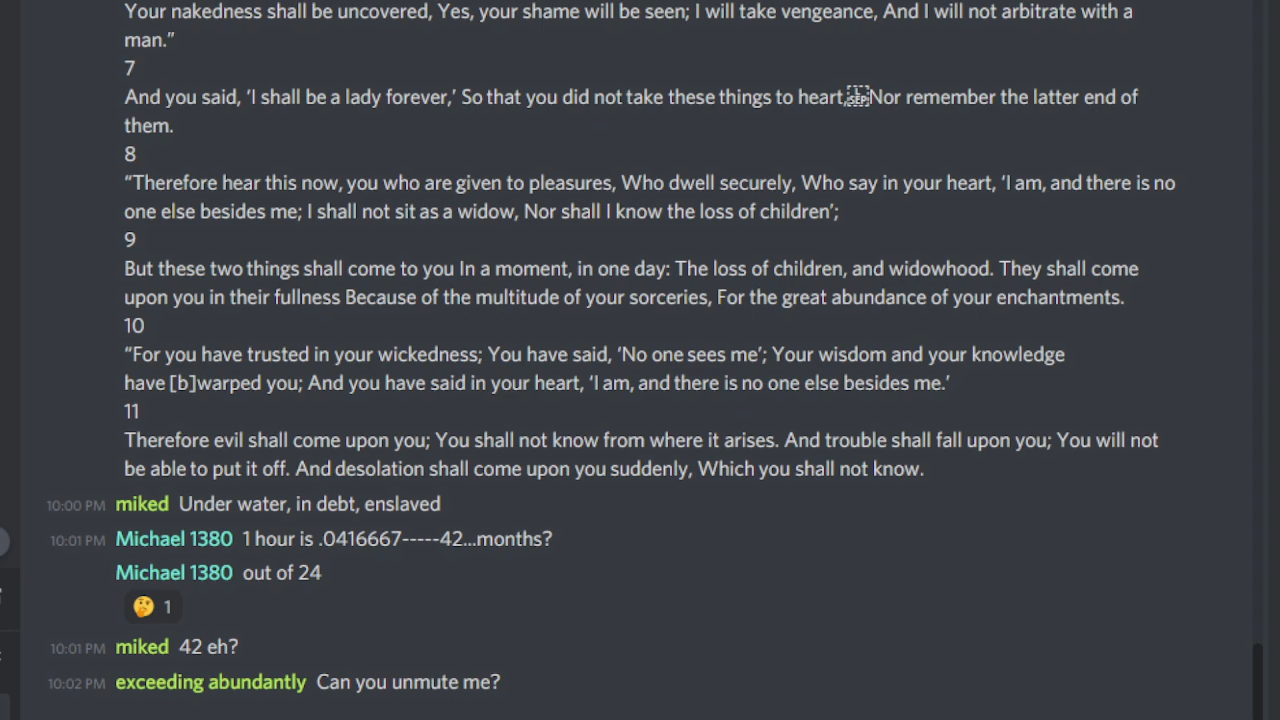 Your nakedness shall be uncovered, Yes, your shame will be seen; I will take vengeance, And I will not arbitrate with a
man.”
7
And you said, ‘I shall be a lady forever,’ So that you did not take these things to heart,Nor remember the latter end of
them.
8
“Therefore hear this now, you who are given to pleasures, Who dwell securely, Who say in your heart, ‘I am, and there is no
one else besides me; I shall not sit as a widow, Nor shall I know the loss of children’;
9
But these two things shall come to you In a moment, in one day: The loss of children, and widowhood. They shall come
upon you in their fullness Because of the multitude of your sorceries, For the great abundance of your enchantments.
10
“For you have trusted in your wickedness; You have said, ‘No one sees me’; Your wisdom and your knowledge
have [b]warped you; And you have said in your heart, ‘I am, and there is no one else besides me.’
11
Therefore evil shall come upon you; You shall not know from where it arises. And trouble shall fall upon you; You will not
be able to put it off. And desolation shall come upon you suddenly, Which you shall not know.
10:00 PM miked Under water, in debt, enslaved
10:01 PM Michael 1380 1 hour is .0416667-----42...months?
Michael 1380 out of 24
🤔 1
10:01 PM miked 42 eh?
10:02 PM exceeding abundantly Can you unmute me?